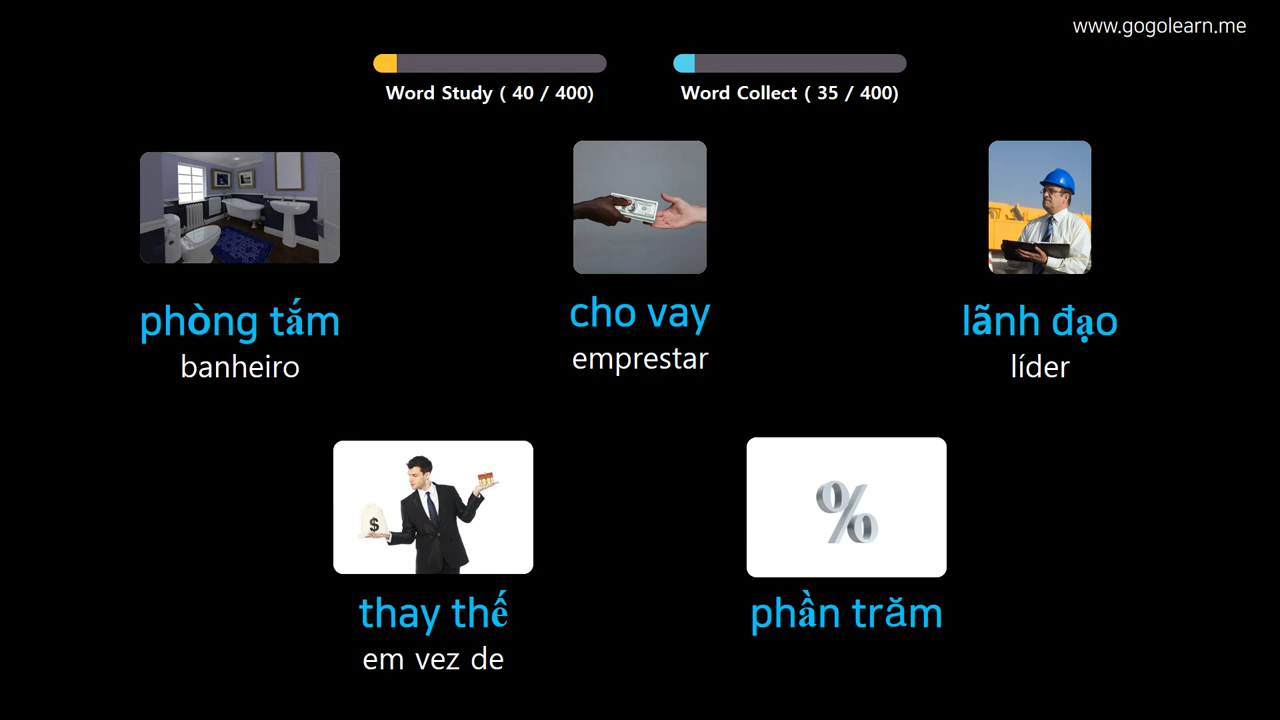 www.gogolearn.me
Word Study ( 40 / 400)
Word Collect ( 35 / 400)
phòng tắm
banheiro
cho vay
emprestar
lãnh đạo
líder
$
thay thế
em vez de
%
phần trăm